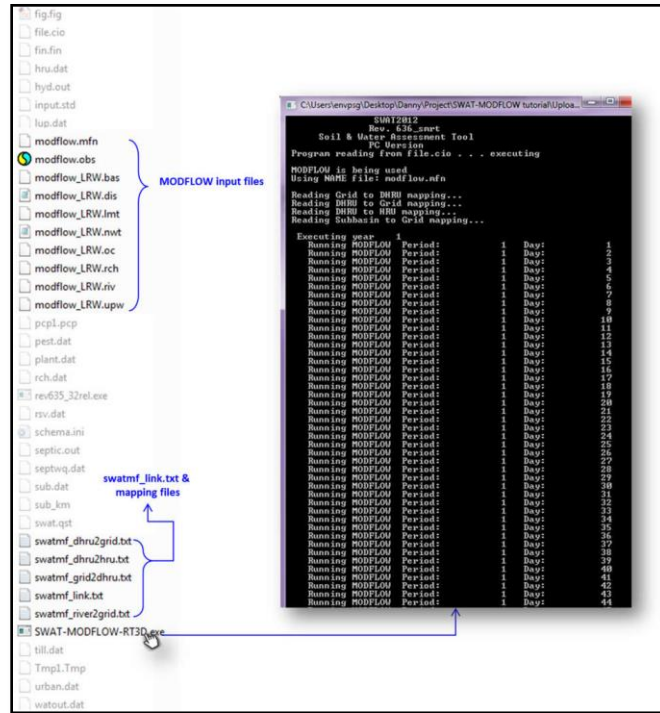 fig.fig
file.cio
fin.fin
hru.dat
hyd.out
input.std
lup.dat
modflow.mfn
modflow.obs
modflow_LRW.bas
modflow_LRW.dis
modflow_LRW.lmt
modflow_LRW.nwt
modflow_LRW.oc
modflow_LRW.rch
modflow_LRW.riv
modflow_LRW.upw
MODFLOW input files
pcp1.pcp
pest.dat
plant.dat
rch.dat
rev635_32rel.exe
rsv.dat
schema.ini
septic.out
septwq.dat
sub.dat
sub_km
swat.qst
swatmf_link.txt &
mapping files
swatmf_dhru2grid.txt
swatmf_dhru2hru.txt
swatmf_grid2dhru.txt
swatmf_link.txt
swatmf_river2grid.txt
SWAT-MODFLOW-RT3D.exe
till.dat
Tmp1.Tmp
urban.dat
watout.dat
C:\Users\envpsg\Desktop\Danny\Project\SWAT-MODFLOW tutorial\Uploa...
SWAT2012
Rev. 636_smrt
Soil & Water Assessment Tool
PC Version
Program reading from file.cio . . . executing
MODFLOW is being used
Using NAME file: modflow.mfn
Reading Grid to DHRU mapping...
Reading DHRU to Grid mapping...
Reading DHRU to HRU mapping...
Reading Subbasin to Grid mapping...
Executing year 1
Running MODFLOW Period: 1 Day: 1
Running MODFLOW Period: 1 Day: 2
Running MODFLOW Period: 1 Day: 3
Running MODFLOW Period: 1 Day: 4
Running MODFLOW Period: 1 Day: 5
Running MODFLOW Period: 1 Day: 6
Running MODFLOW Period: 1 Day: 7
Running MODFLOW Period: 1 Day: 8
Running MODFLOW Period: 1 Day: 9
Running MODFLOW Period: 1 Day: 10
Running MODFLOW Period: 1 Day: 11
Running MODFLOW Period: 1 Day: 12
Running MODFLOW Period: 1 Day: 13
Running MODFLOW Period: 1 Day: 14
Running MODFLOW Period: 1 Day: 15
Running MODFLOW Period: 1 Day: 16
Running MODFLOW Period: 1 Day: 17
Running MODFLOW Period: 1 Day: 18
Running MODFLOW Period: 1 Day: 19
Running MODFLOW Period: 1 Day: 20
Running MODFLOW Period: 1 Day: 21
Running MODFLOW Period: 1 Day: 22
Running MODFLOW Period: 1 Day: 23
Running MODFLOW Period: 1 Day: 24
Running MODFLOW Period: 1 Day: 25
Running MODFLOW Period: 1 Day: 26
Running MODFLOW Period: 1 Day: 27
Running MODFLOW Period: 1 Day: 28
Running MODFLOW Period: 1 Day: 29
Running MODFLOW Period: 1 Day: 30
Running MODFLOW Period: 1 Day: 31
Running MODFLOW Period: 1 Day: 32
Running MODFLOW Period: 1 Day: 33
Running MODFLOW Period: 1 Day: 34
Running MODFLOW Period: 1 Day: 35
Running MODFLOW Period: 1 Day: 36
Running MODFLOW Period: 1 Day: 37
Running MODFLOW Period: 1 Day: 38
Running MODFLOW Period: 1 Day: 39
Running MODFLOW Period: 1 Day: 40
Running MODFLOW Period: 1 Day: 41
Running MODFLOW Period: 1 Day: 42
Running MODFLOW Period: 1 Day: 43
Running MODFLOW Period: 1 Day: 44